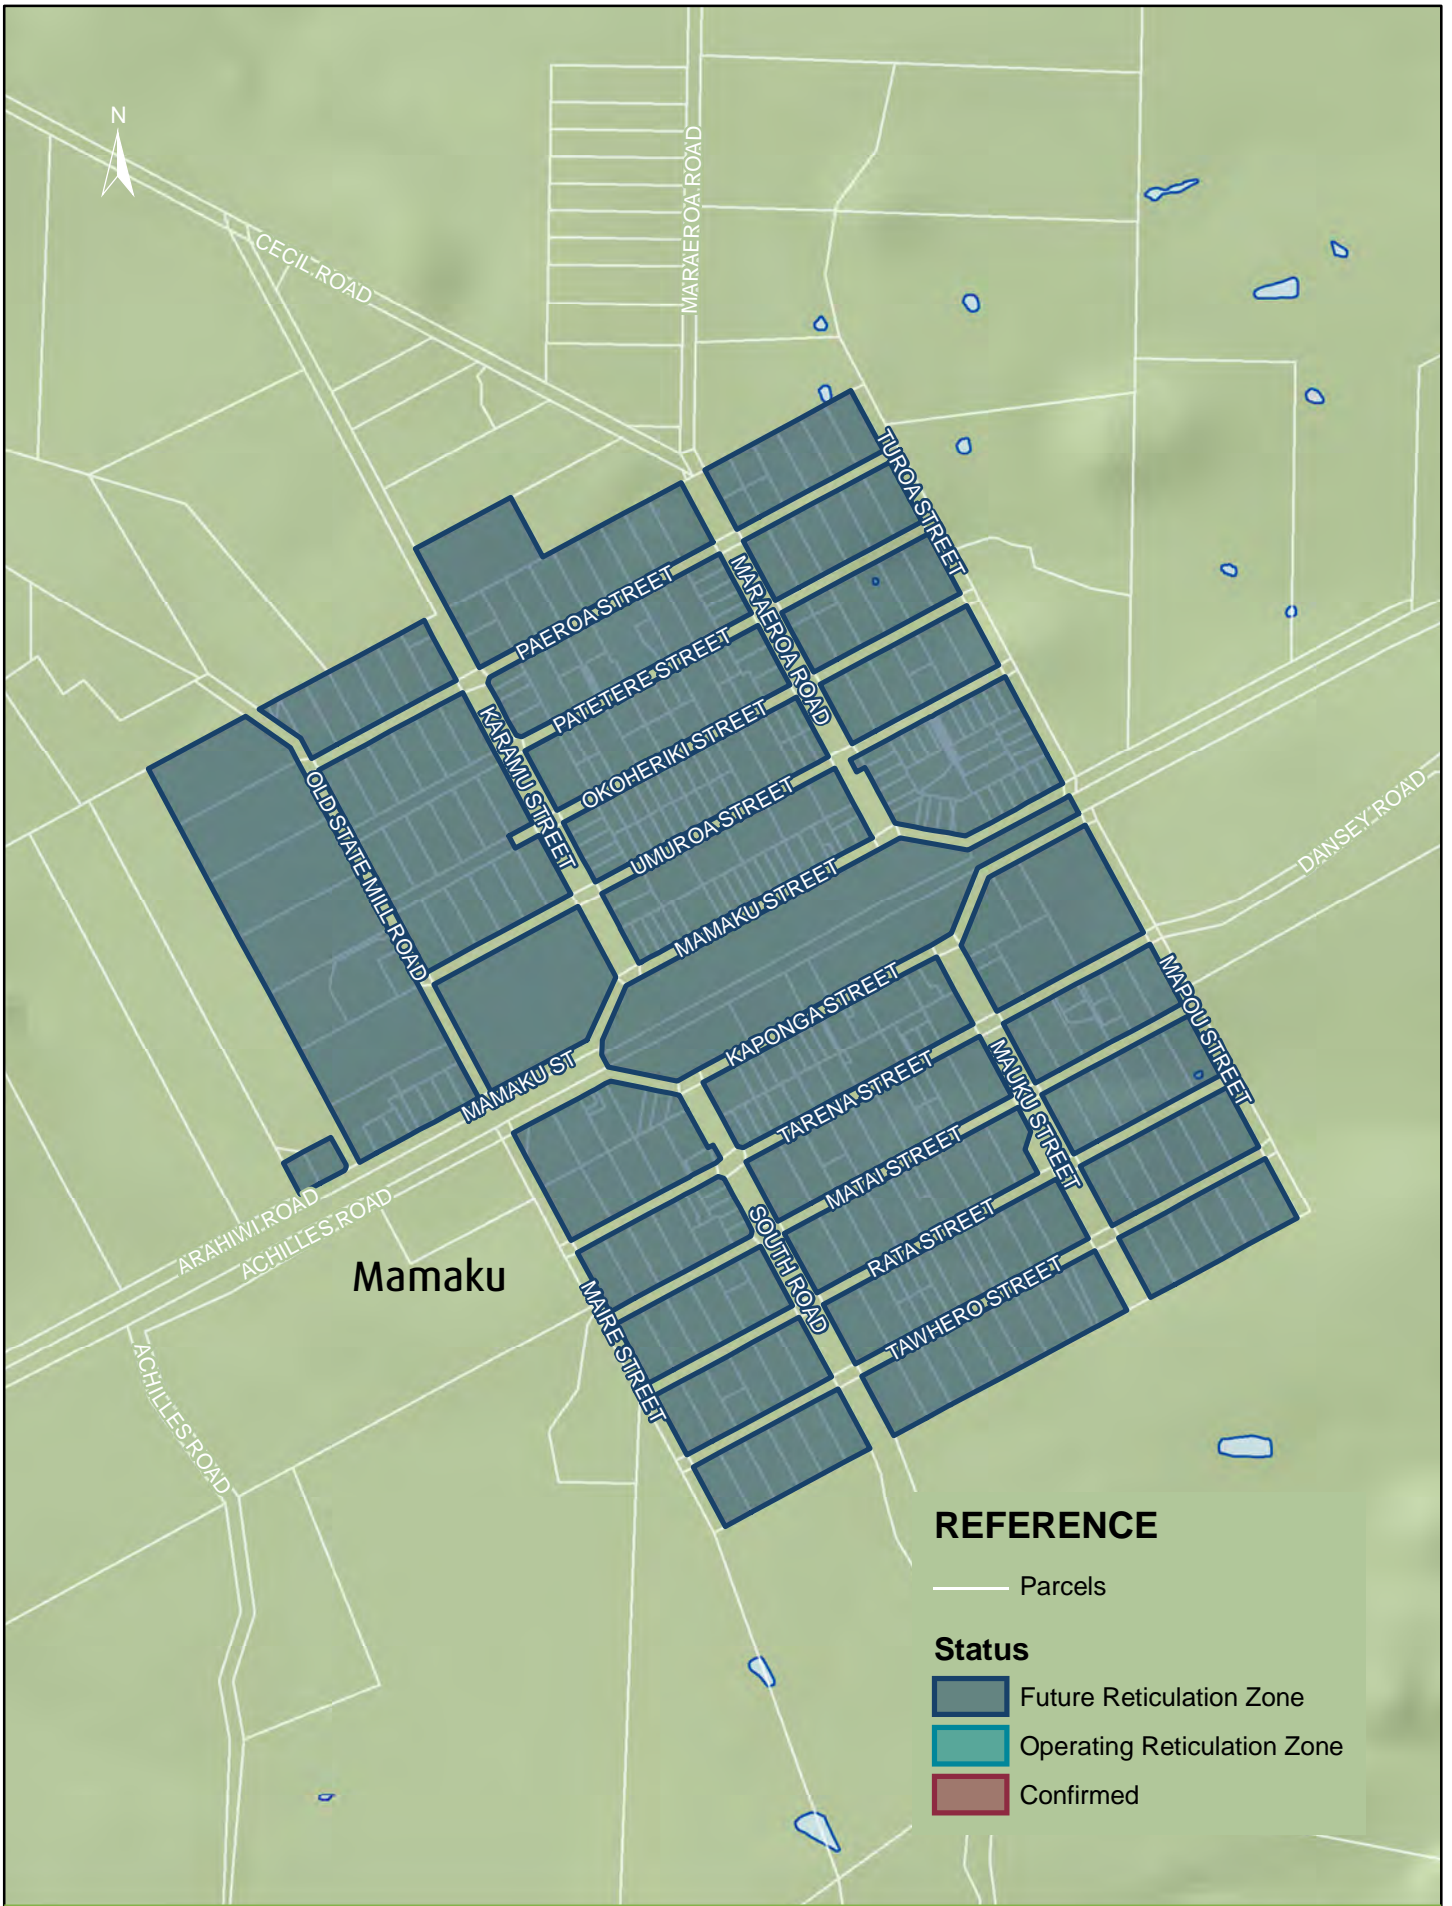 N
CECIL ROAD
MARAEROA ROAD
TUROA STREET
PAEROA STREET
MARAEROA ROAD
PATETERE STREET
KARAMU STREET
OKOHERIKI STREET
OLD STATE MILL ROAD
UMUROA STREET
DANSEY ROAD
MAMAKU STREET
KAPONGA STREET
MAPOU STREET
MAMAKU ST
TARENA STREET
MAUKU STREET
MATAI STREET
ARAHIWI ROAD
ACHILLES ROAD
SOUTH ROAD
RATA STREET
Mamaku
MAIRE STREET
TAWHERO STREET
ACHILLES ROAD
REFERENCE
Parcels
Status
Future Reticulation Zone
Operating Reticulation Zone
Confirmed